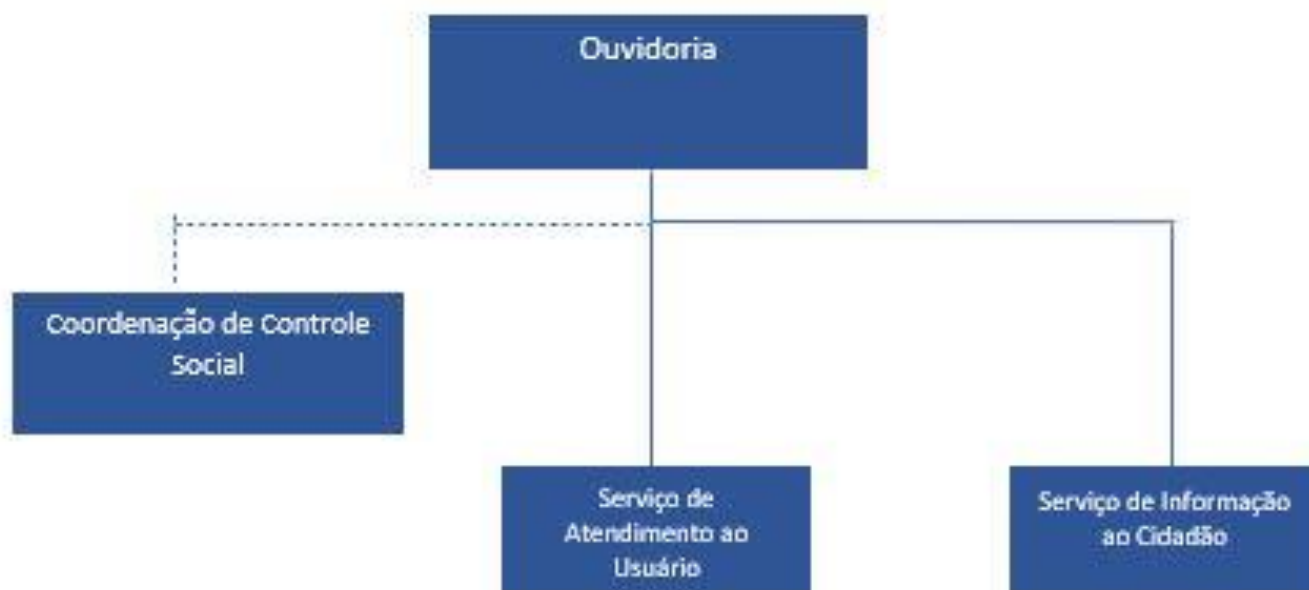 Ouvidoria
Coordenação de Controle
Social
Serviço de
Atendimento ao
Usuário
Serviço de Informação
ao Cidadão